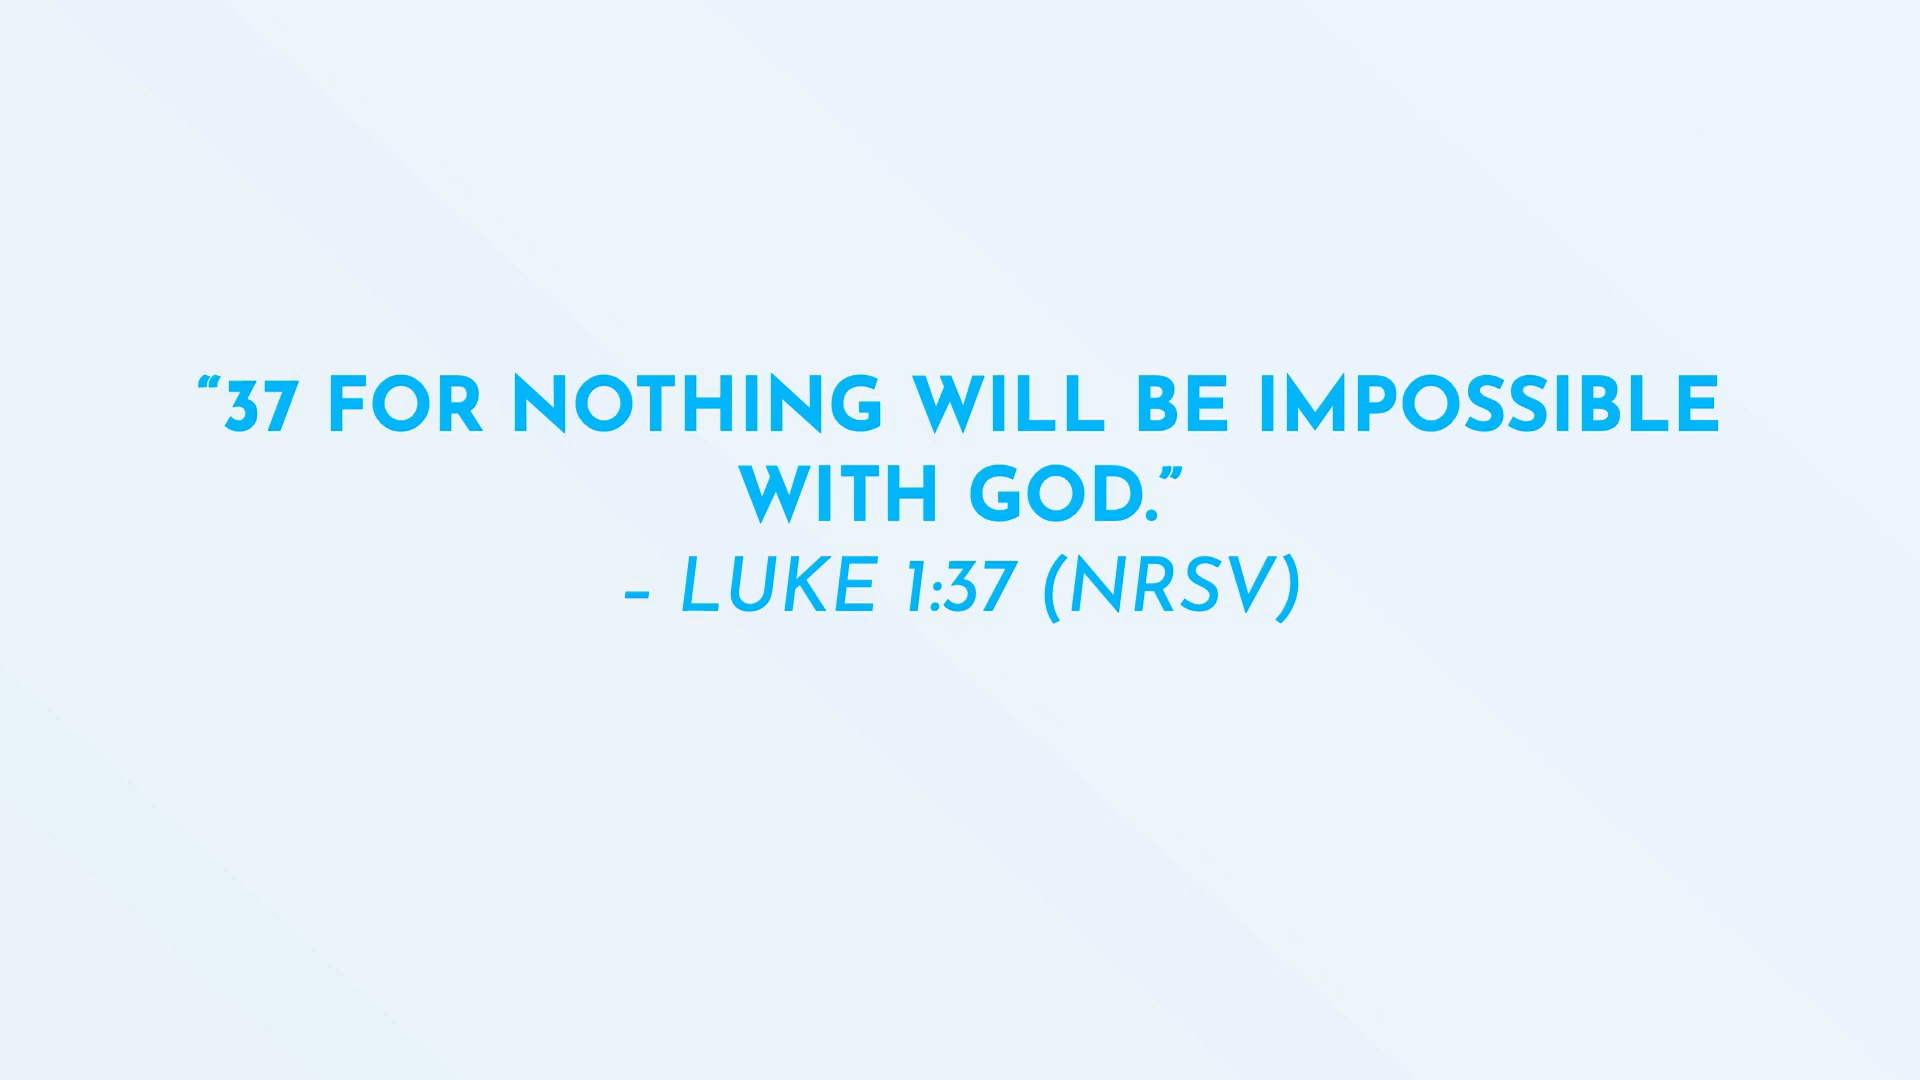 “37 FOR NOTHING WILL BE IMPOSSIBLE
WITH GOD.”
– LUKE 1:37 (NRSV)